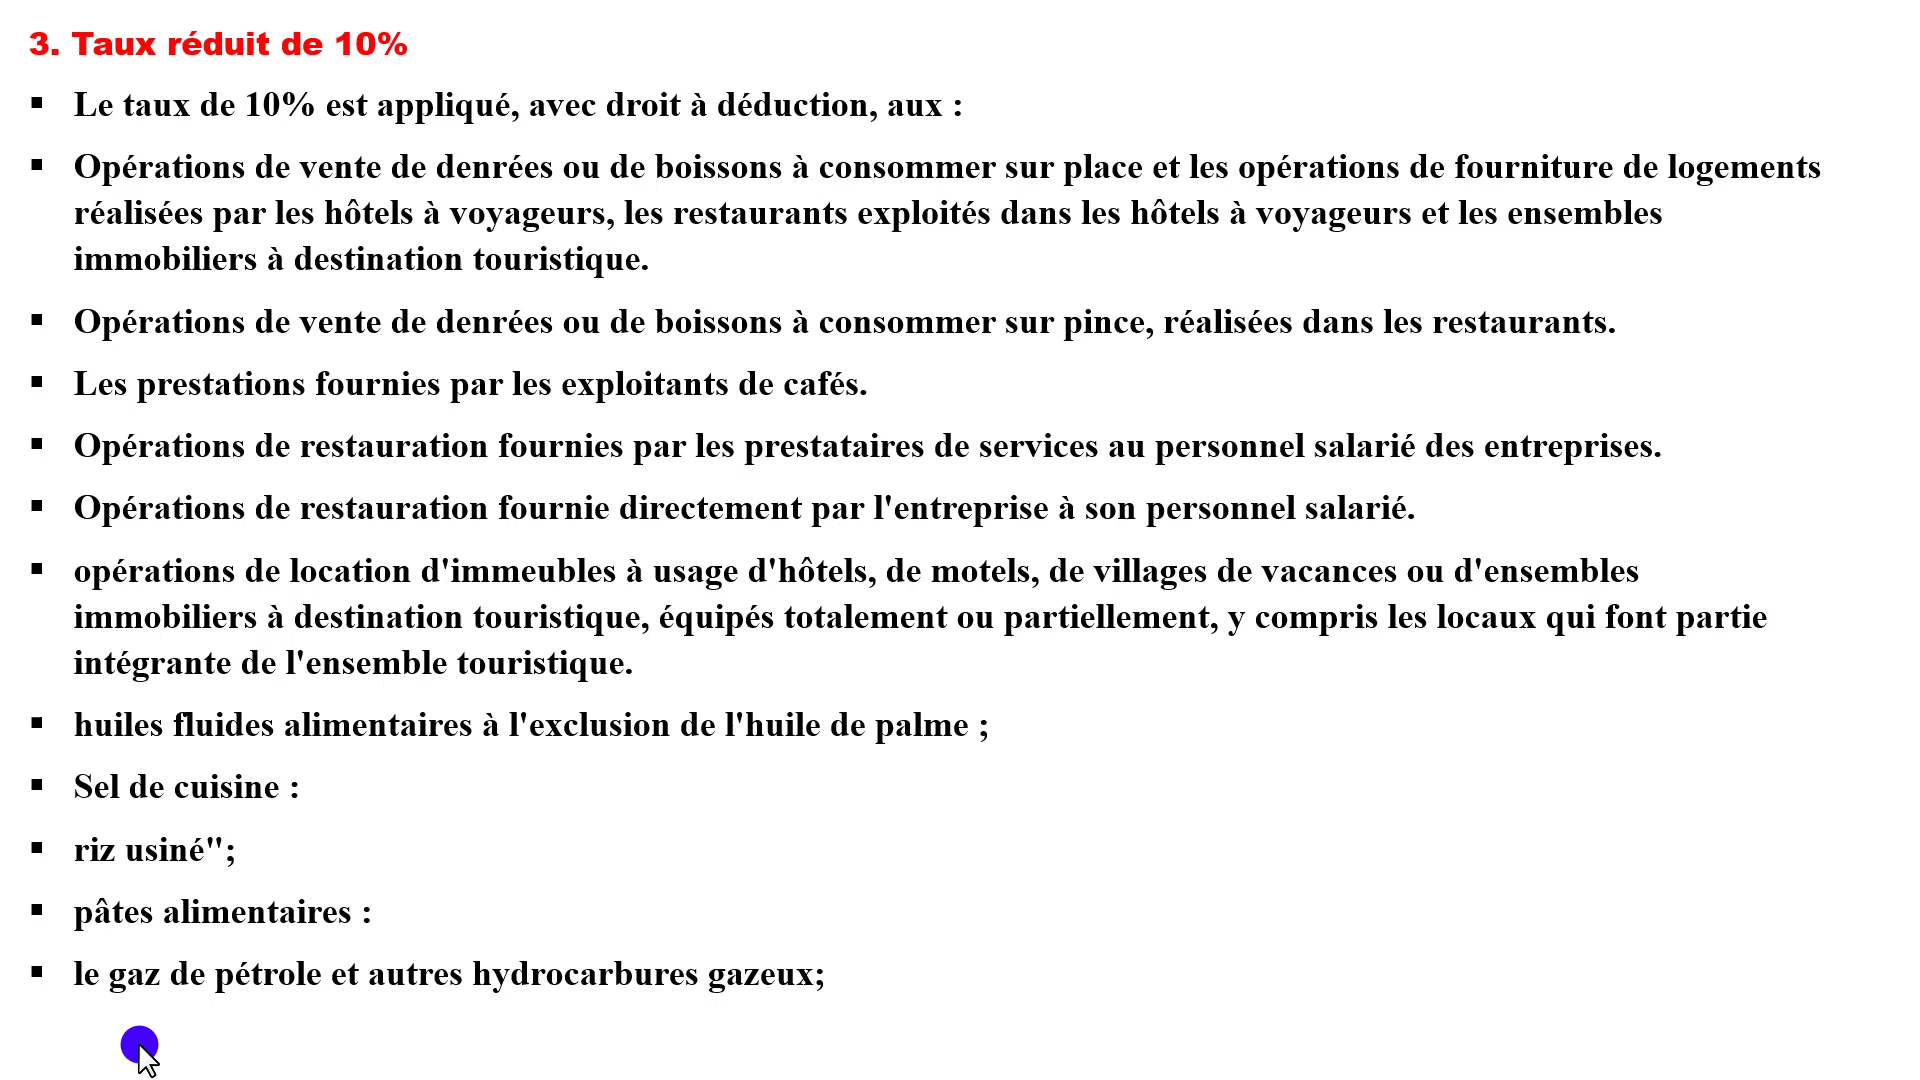 3. Taux réduit de 10%
▪ Le taux de 10% est appliqué, avec droit à déduction, aux :
▪ Opérations de vente de denrées ou de boissons à consommer sur place et les opérations de fourniture de logements
réalisées par les hôtels à voyageurs, les restaurants exploités dans les hôtels à voyageurs et les ensembles
immobiliers à destination touristique.
▪ Opérations de vente de denrées ou de boissons à consommer sur pince, réalisées dans les restaurants.
▪ Les prestations fournies par les exploitants de cafés.
▪ Opérations de restauration fournies par les prestataires de services au personnel salarié des entreprises.
▪ Opérations de restauration fournie directement par l'entreprise à son personnel salarié.
▪ opérations de location d'immeubles à usage d'hôtels, de motels, de villages de vacances ou d'ensembles
immobiliers à destination touristique, équipés totalement ou partiellement, y compris les locaux qui font partie
intégrante de l'ensemble touristique.
▪ huiles fluides alimentaires à l'exclusion de l'huile de palme ;
▪ Sel de cuisine :
▪ riz usiné";
▪ pâtes alimentaires :
▪ le gaz de pétrole et autres hydrocarbures gazeux;